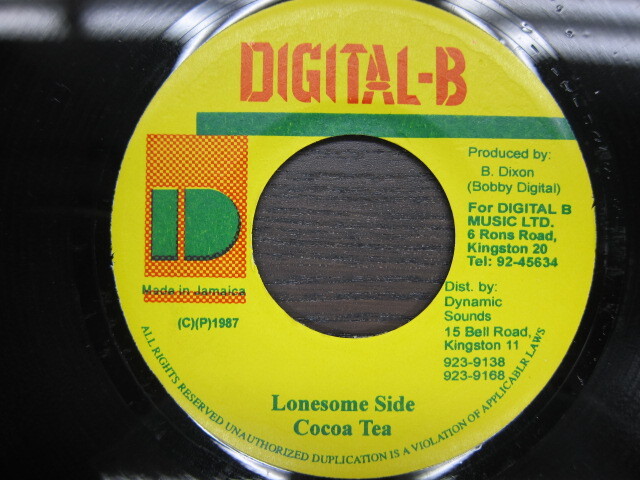 DIGITAL-B
Produced by:
B. Dixon
(Bobby Digital)
For DIGITAL B
MUSIC LTD.
6 Rons Road,
Kingston 20
Tel: 92-45634
D
Made in Jamaica
(C)(P)1987
Dist. by:
Dynamic
Sounds
15 Bell Road,
Kingston 11
923-9138
923-9168
Lonesome Side
Cocoa Tea
ALL RIGHTS RESERVED UNAUTHORIZED DUPLICATION IS A VIOLATION OF APPLICABLR LAWS